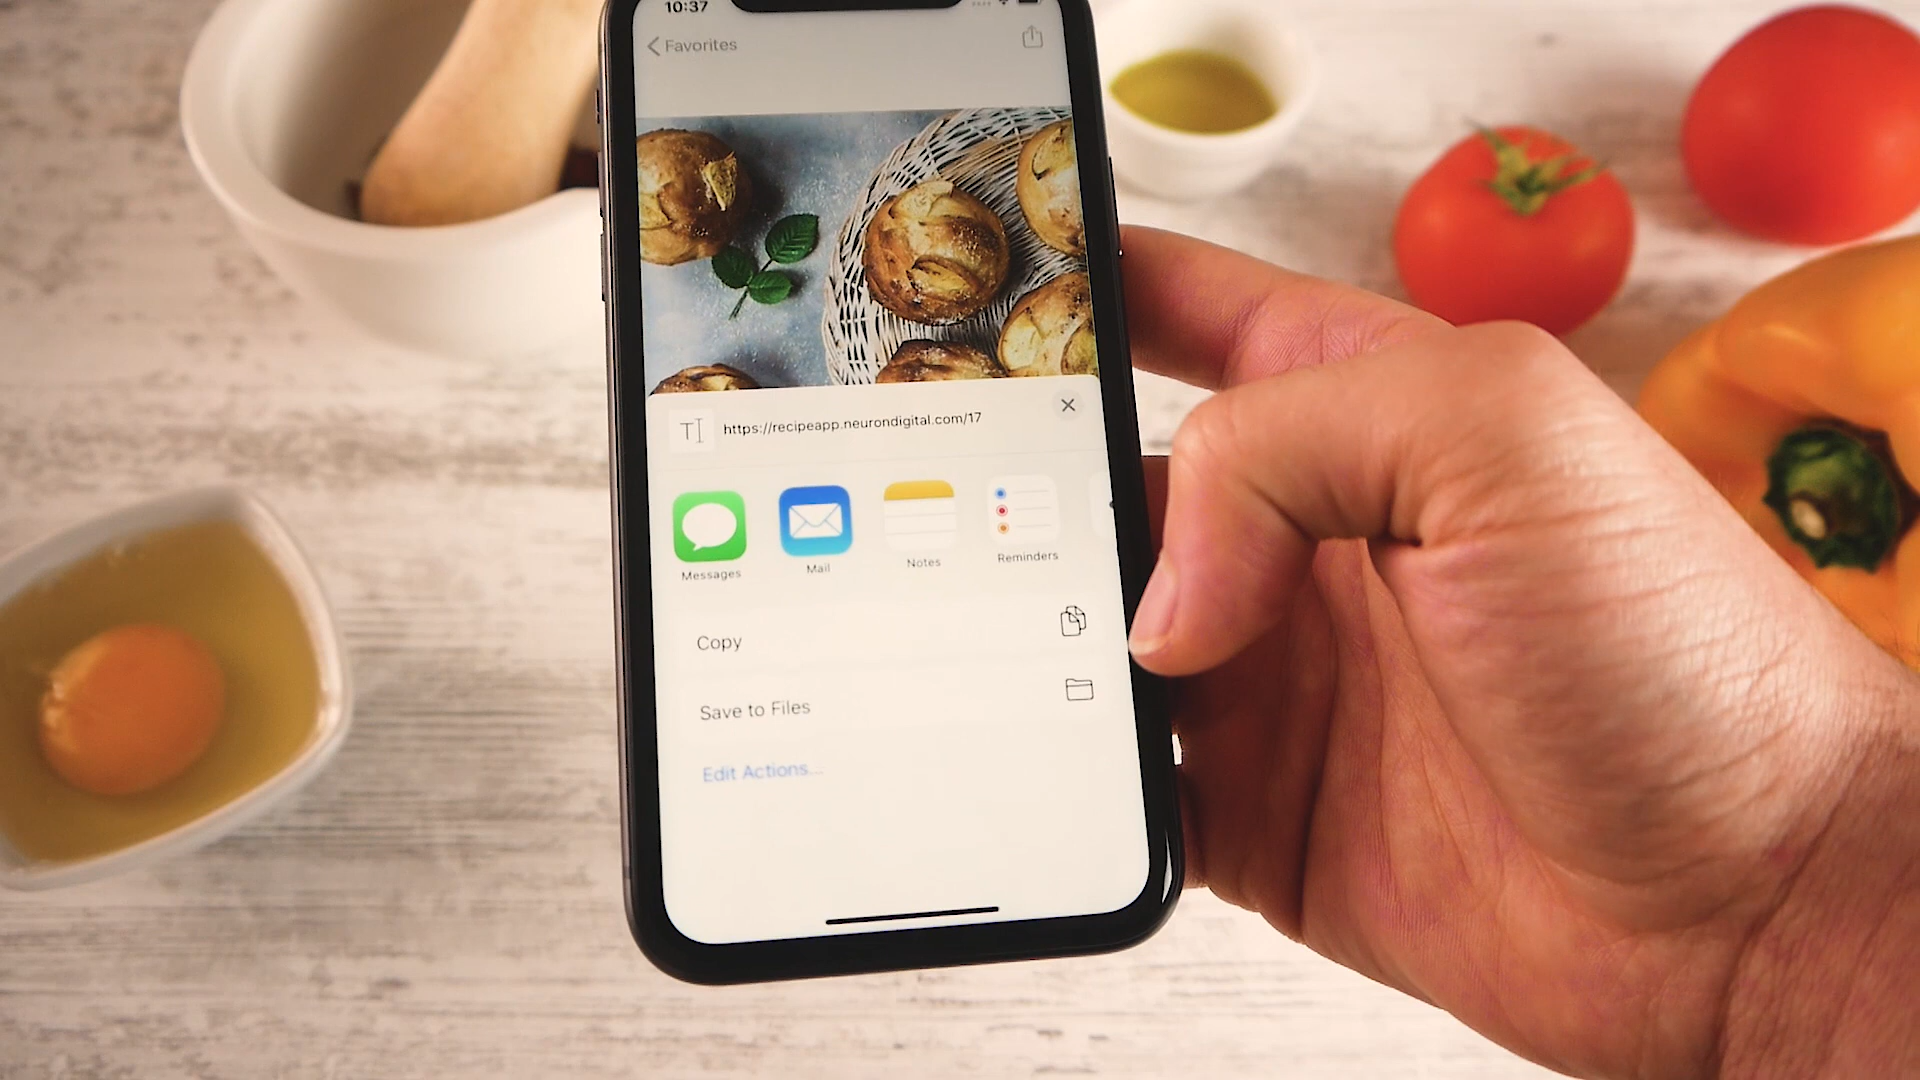 10:37
Favorites
https://recipeapp.neurondigital.com/17
Messages
Mail
Notes
Reminders
Copy
Save to Files
Edit Actions...